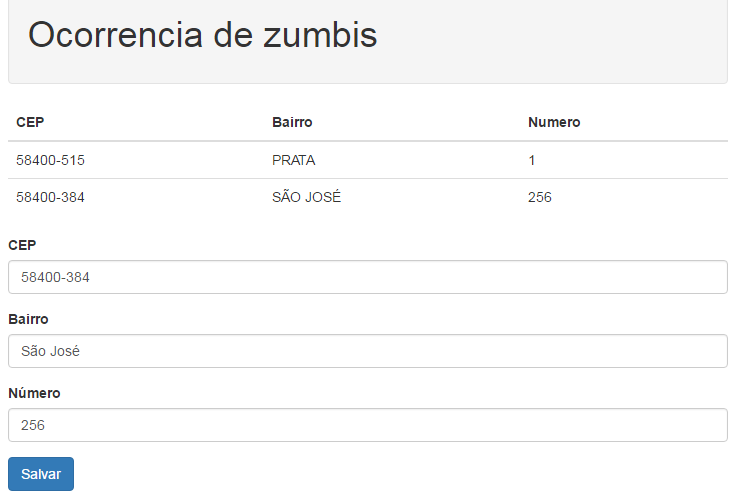 Ocorrencia de zumbis
CEP Bairro Numero
58400-515 PRATA 1
58400-384 SÃO JOSÉ 256
CEP
58400-384
Bairro
São José
Número
256
Salvar